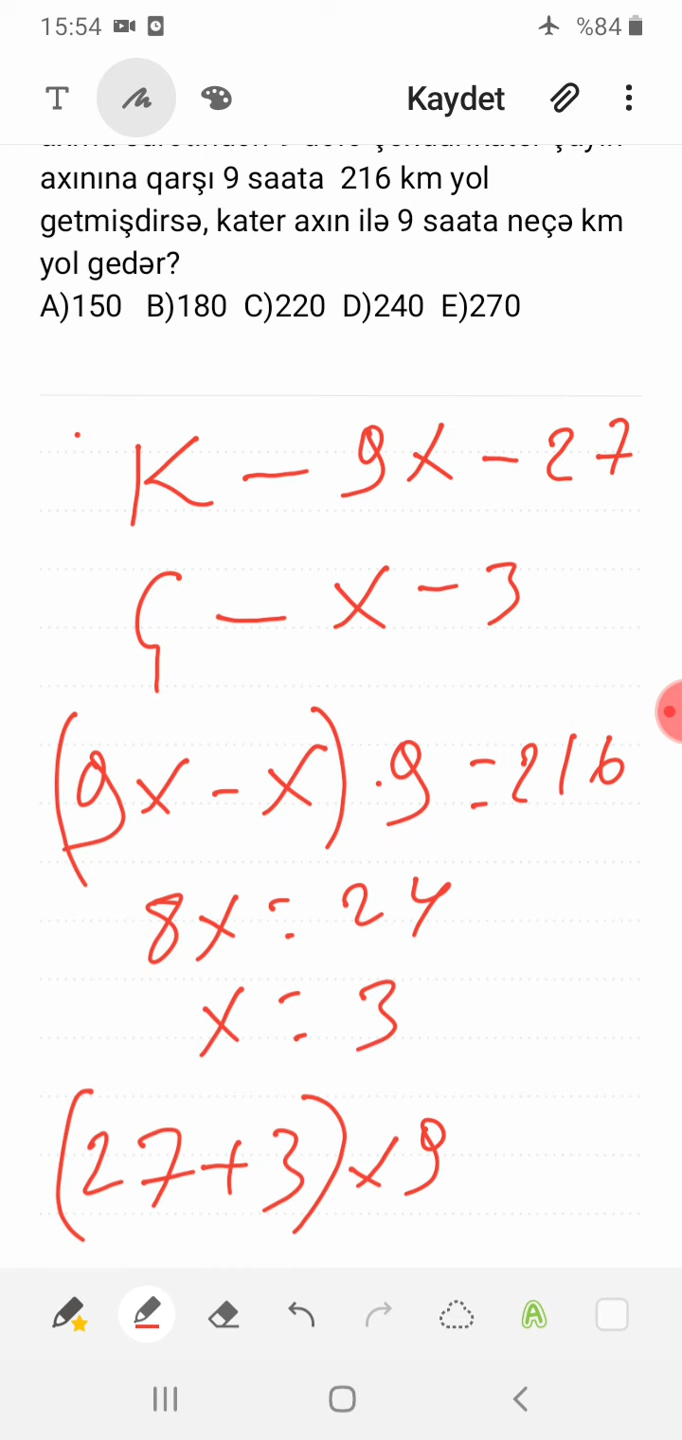 15:54 %84
T Kaydet
axınına qarşı 9 saata 216 km yol
getmişdirsə, kater axın ilə 9 saata neçə km
yol gedər?
A)150 B)180 C)220 D)240 E)270
K - 9x - 27
Ç - x - 3
(9x - x) . 9 = 216
8x = 24
x = 3
(27+3)x9
A